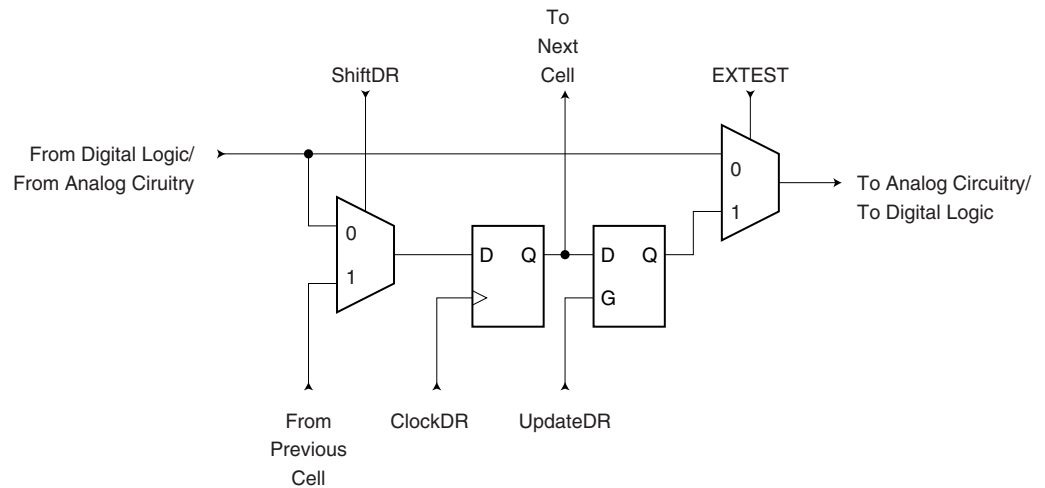 To
Next
Cell
ShiftDR
EXTEST
From Digital Logic/
From Analog Ciruitry
0
1
D Q
D Q
G
0
1
To Analog Circuitry/
To Digital Logic
From
Previous
Cell
ClockDR
UpdateDR